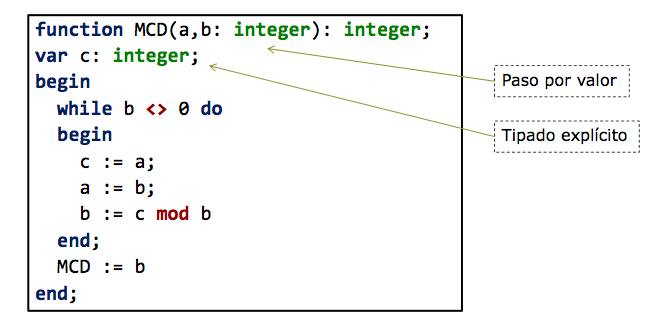 function MCD(a,b: integer): integer;
var c: integer;
begin
while b <> 0 do
begin
c := a;
a := b;
b := c mod b
end;
MCD := b
end;
Paso por valor
Tipado explícito